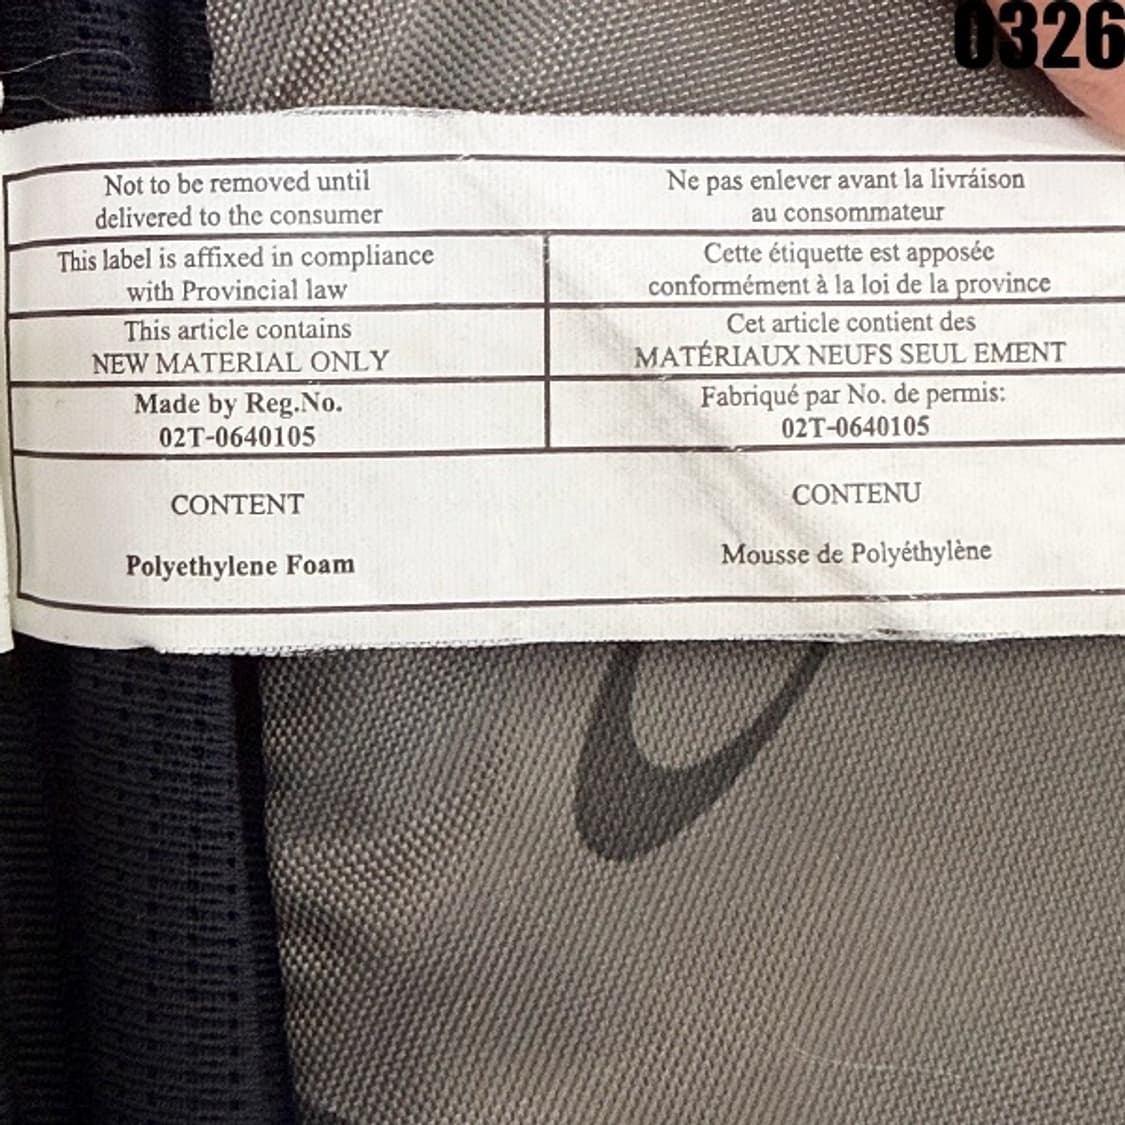 0326
Not to be removed until
delivered to the consumer
Ne pas enlever avant la livráison
au consommateur
This label is affixed in compliance
with Provincial law
Cette étiquette est apposée
conformément à la loi de la province
This article contains
NEW MATERIAL ONLY
Cet article contient des
MATÉRIAUX NEUFS SEUL EMENT
Made by Reg.No.
02T-0640105
Fabriqué par No. de permis:
02T-0640105
CONTENT
Polyethylene Foam
CONTENU
Mousse de Polyéthylène